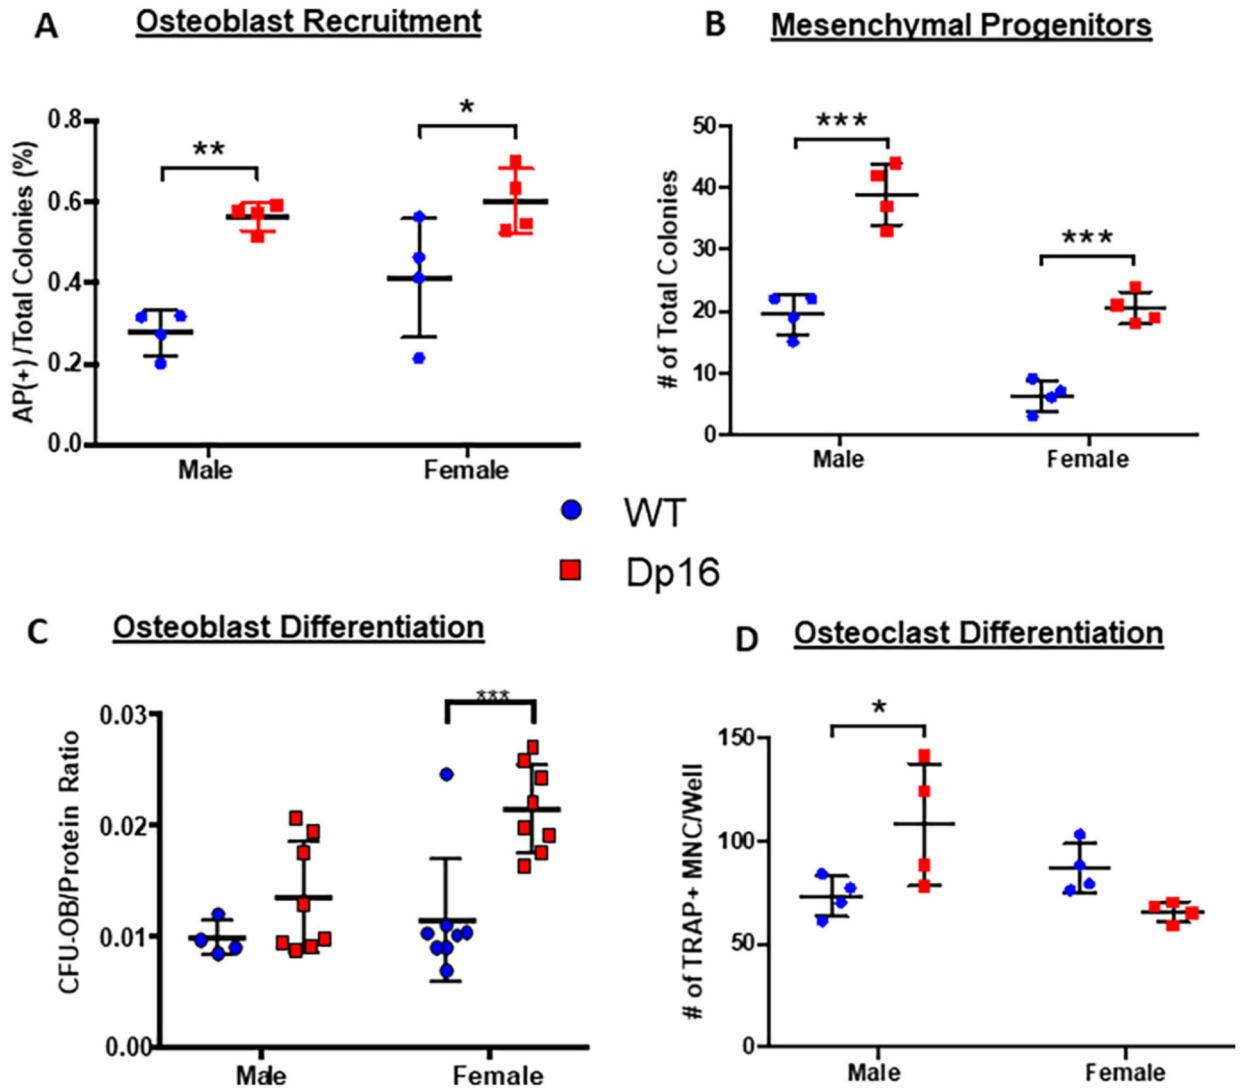 A Osteoblast Recruitment
AP(+) /Total Colonies (%)
0.8
0.6
0.4
0.2
0.0
**
*
Male Female
B Mesenchymal Progenitors
# of Total Colonies
50
40
30
20
10
0
***
***
Male Female
WT
Dp16
C Osteoblast Differentiation
CFU-OB/Protein Ratio
0.03
0.02
0.01
0.00
***
Male Female
D Osteoclast Differentiation
# of TRAP+ MNC/Well
150
100
50
0
*
Male Female